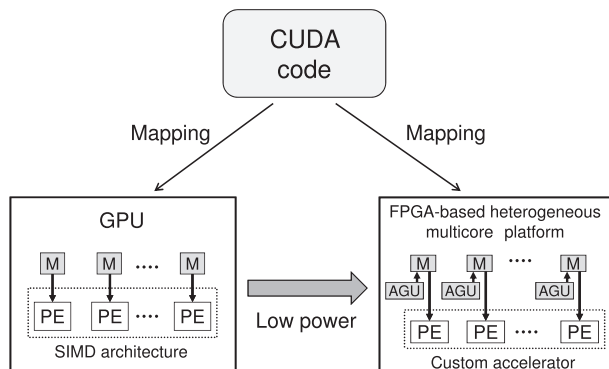 CUDA
code
Mapping
Mapping
GPU
M M .... M
PE PE .... PE
SIMD architecture
Low power
FPGA-based heterogeneous
multicore platform
M M .... M
AGU AGU AGU
PE PE .... PE
Custom accelerator